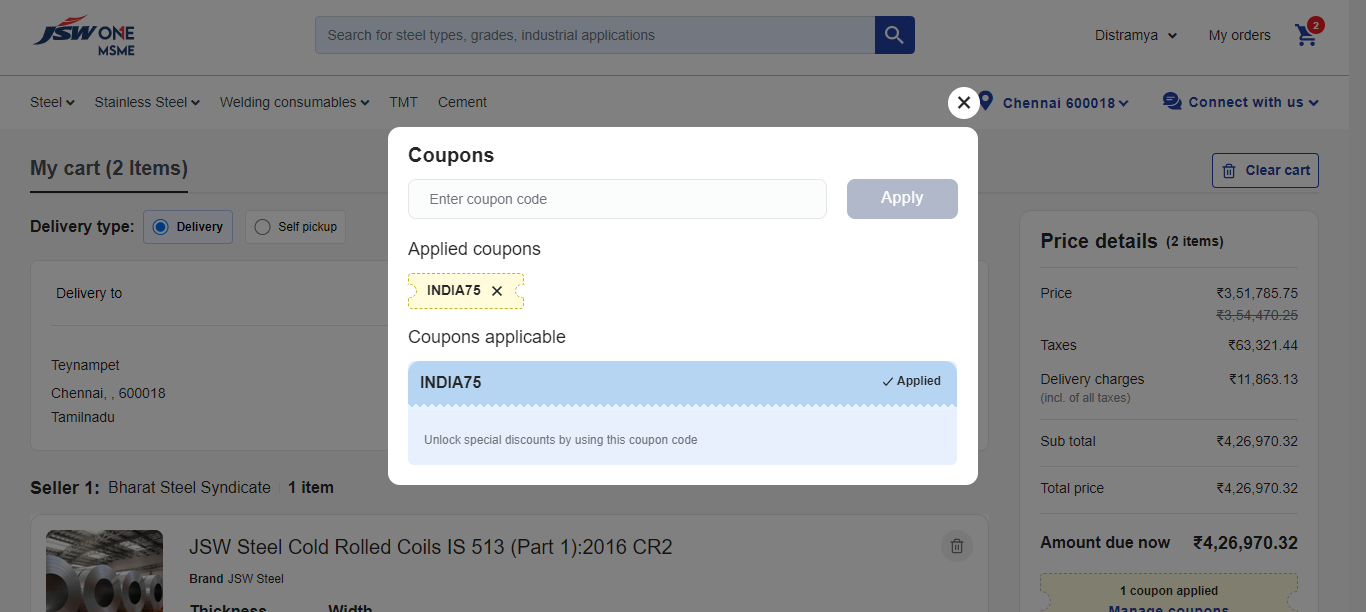 JSW ONE
MSME
Search for steel types, grades, industrial applications
Distramya
My orders
2
Steel
Stainless Steel
Welding consumables
TMT
Cement
Chennai 600018
Connect with us
My cart (2 Items)
Clear cart
Delivery type:
Delivery
Self pickup
Delivery to
Teynampet
Chennai, , 600018
Tamilnadu
Seller 1: Bharat Steel Syndicate 1 item
JSW Steel Cold Rolled Coils IS 513 (Part 1):2016 CR2
Brand JSW Steel
Thickness Width
Coupons
Enter coupon code
Apply
Applied coupons
INDIA75
Coupons applicable
INDIA75
Applied
Unlock special discounts by using this coupon code
Price details (2 items)
Price ₹3,51,785.75
₹3,54,470.25
Taxes ₹63,321.44
Delivery charges ₹11,863.13
(incl. of all taxes)
Sub total ₹4,26,970.32
Total price ₹4,26,970.32
Amount due now ₹4,26,970.32
1 coupon applied
Manage coupons